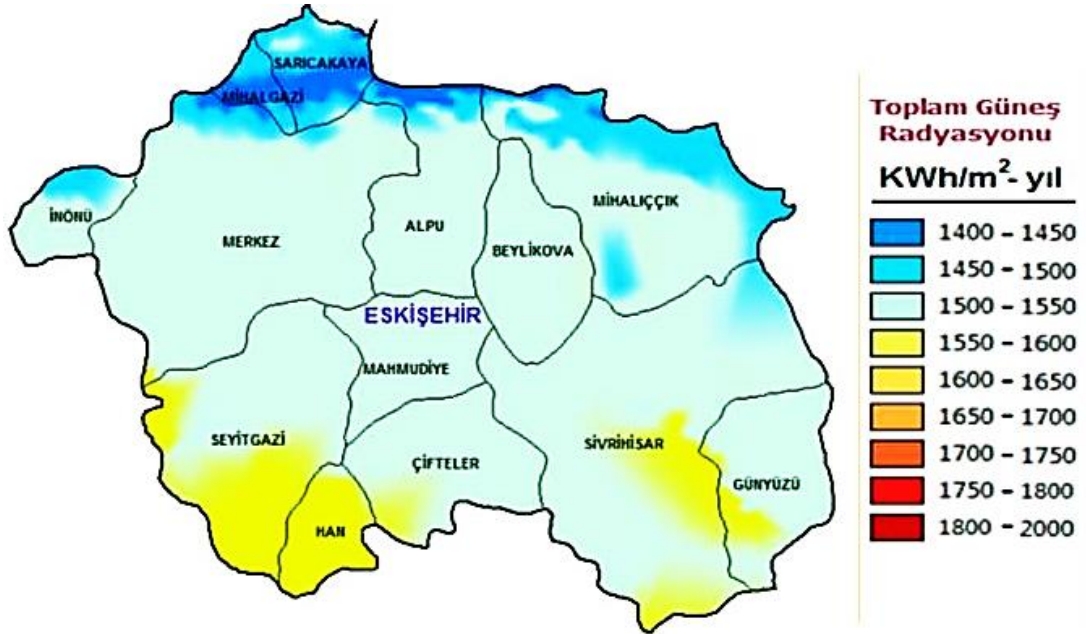 SARICAKAYA
MİHALGAZİ
İNÖNÜ
MERKEZ
ALPU
BEYLİKOVA
MİHALIÇÇIK
ESKİŞEHİR
MAHMUDİYE
SEYİTGAZİ
ÇİFTELER
SİVRİHİSAR
GÜNYÜZÜ
HAN
Toplam Güneş
Radyasyonu
KWh/m²- yıl
1400 - 1450
1450 - 1500
1500 - 1550
1550 - 1600
1600 - 1650
1650 - 1700
1700 - 1750
1750 - 1800
1800 - 2000